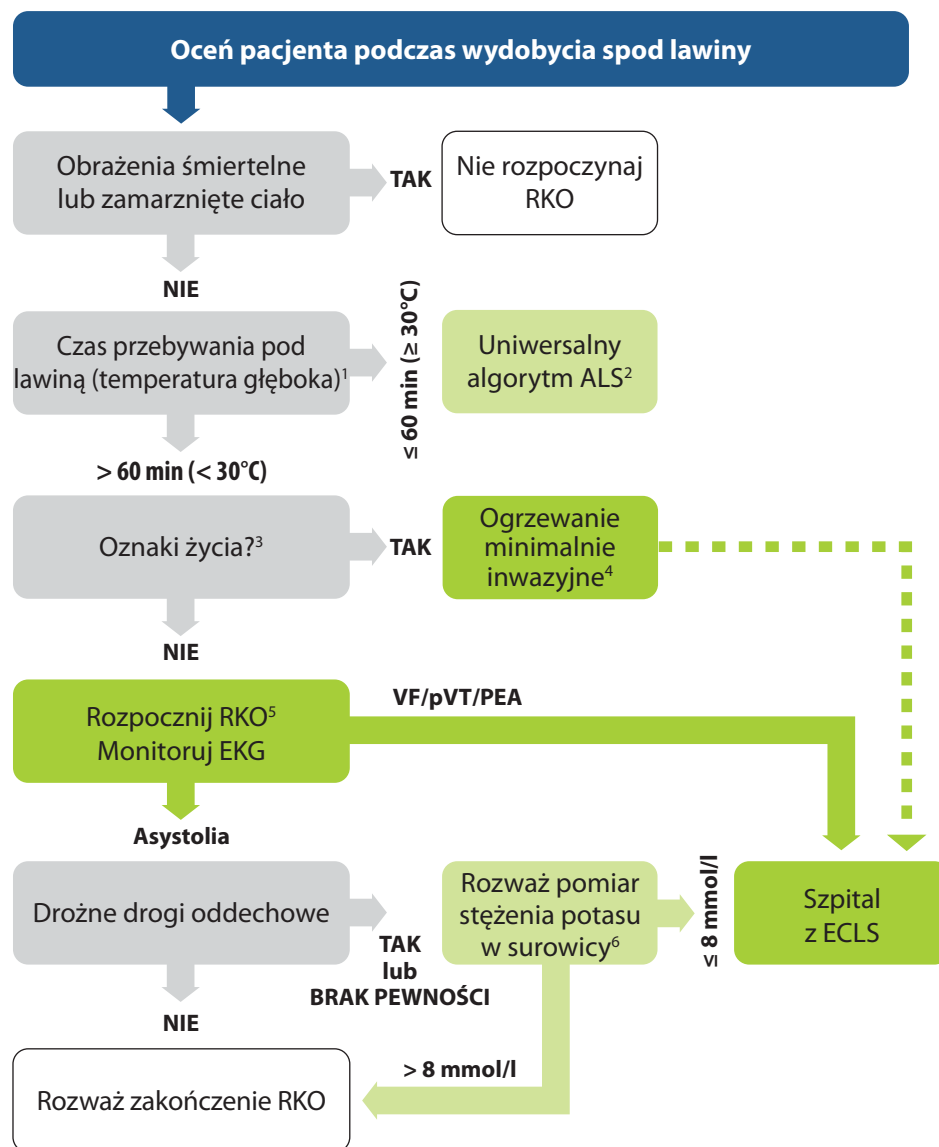 Oceń pacjenta podczas wydobycia spod lawiny
Obrażenia śmiertelne
lub zamarznięte ciało
TAK
Nie rozpoczynaj
RKO
NIE
Czas przebywania pod
lawiną (temperatura głęboka)¹
≤ 60 min (≥ 30°C)
Uniwersalny
algorytm ALS²
> 60 min (< 30°C)
Oznaki życia?³
TAK
Ogrzewanie
minimalnie
inwazyjne⁴
NIE
Rozpocznij RKO⁵
Monitoruj EKG
VF/pVT/PEA
Asystolia
Drożne drogi oddechowe
TAK
lub
BRAK PEWNOŚCI
Rozważ pomiar
stężenia potasu
w surowicy⁶
≤ 8 mmol/l
Szpital
z ECLS
NIE
> 8 mmol/l
Rozważ zakończenie RKO